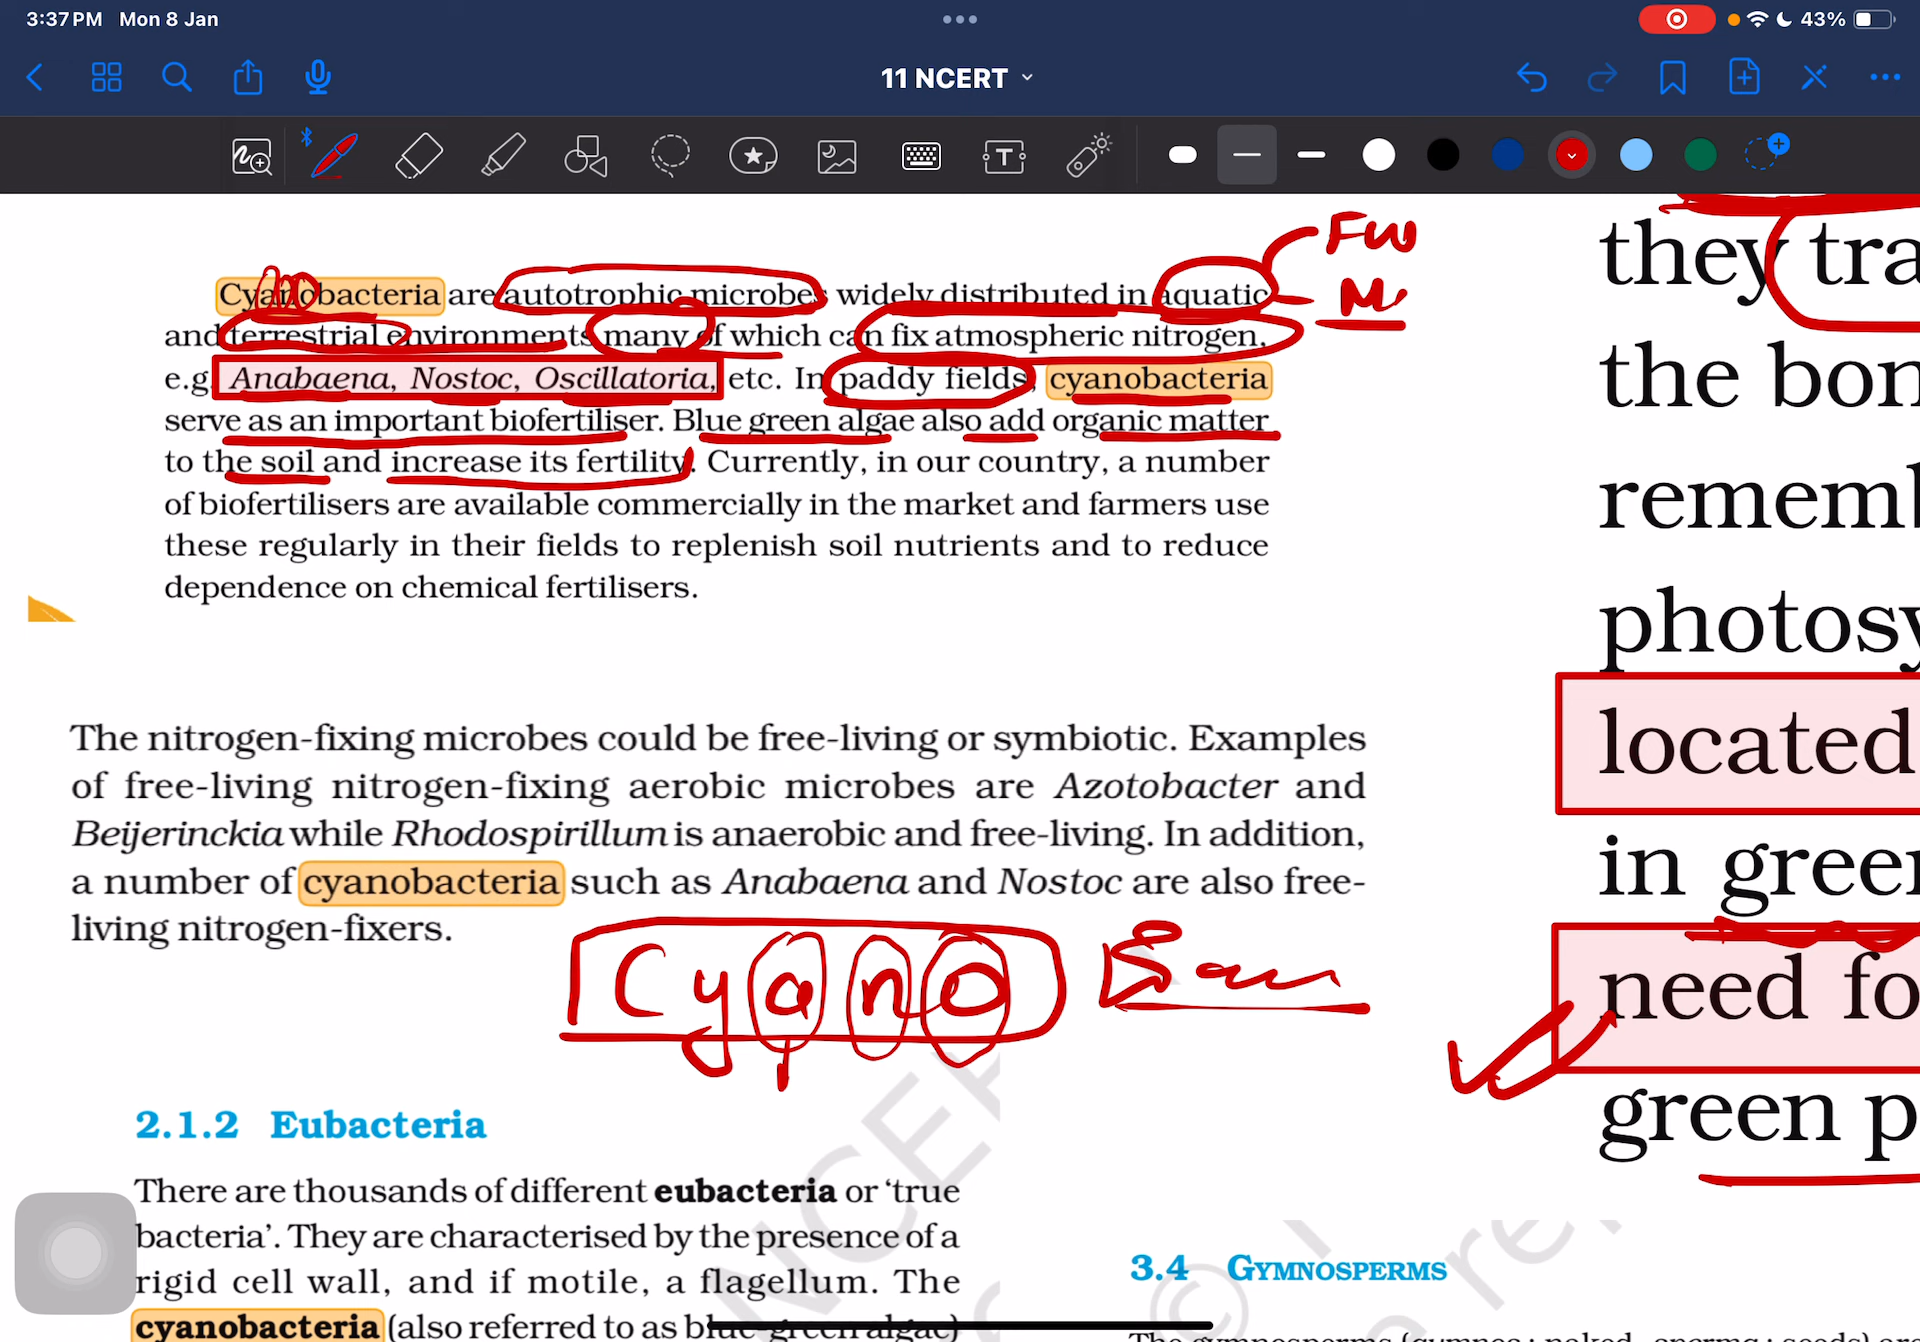 3:37 PM Mon 8 Jan
43%
11 NCERT
Cyanobacteria are autotrophic microbes widely distributed in aquatic
and terrestrial environments many of which can fix atmospheric nitrogen,
e.g. Anabaena, Nostoc, Oscillatoria, etc. In paddy fields, cyanobacteria
serve as an important biofertiliser. Blue green algae also add organic matter
to the soil and increase its fertility. Currently, in our country, a number
of biofertilisers are available commercially in the market and farmers use
these regularly in their fields to replenish soil nutrients and to reduce
dependence on chemical fertilisers.
FW
M
The nitrogen-fixing microbes could be free-living or symbiotic. Examples
of free-living nitrogen-fixing aerobic microbes are Azotobacter and
Beijerinckia while Rhodospirillum is anaerobic and free-living. In addition,
a number of cyanobacteria such as Anabaena and Nostoc are also free-
living nitrogen-fixers.
Cyano
2.1.2 Eubacteria
There are thousands of different eubacteria or ‘true
bacteria’. They are characterised by the presence of a
rigid cell wall, and if motile, a flagellum. The
cyanobacteria (also referred to as blue-green algae)
they tra
the bon
rememb
photosy
located
in green
need fo
green p
3.4 GYMNOSPERMS
NCER